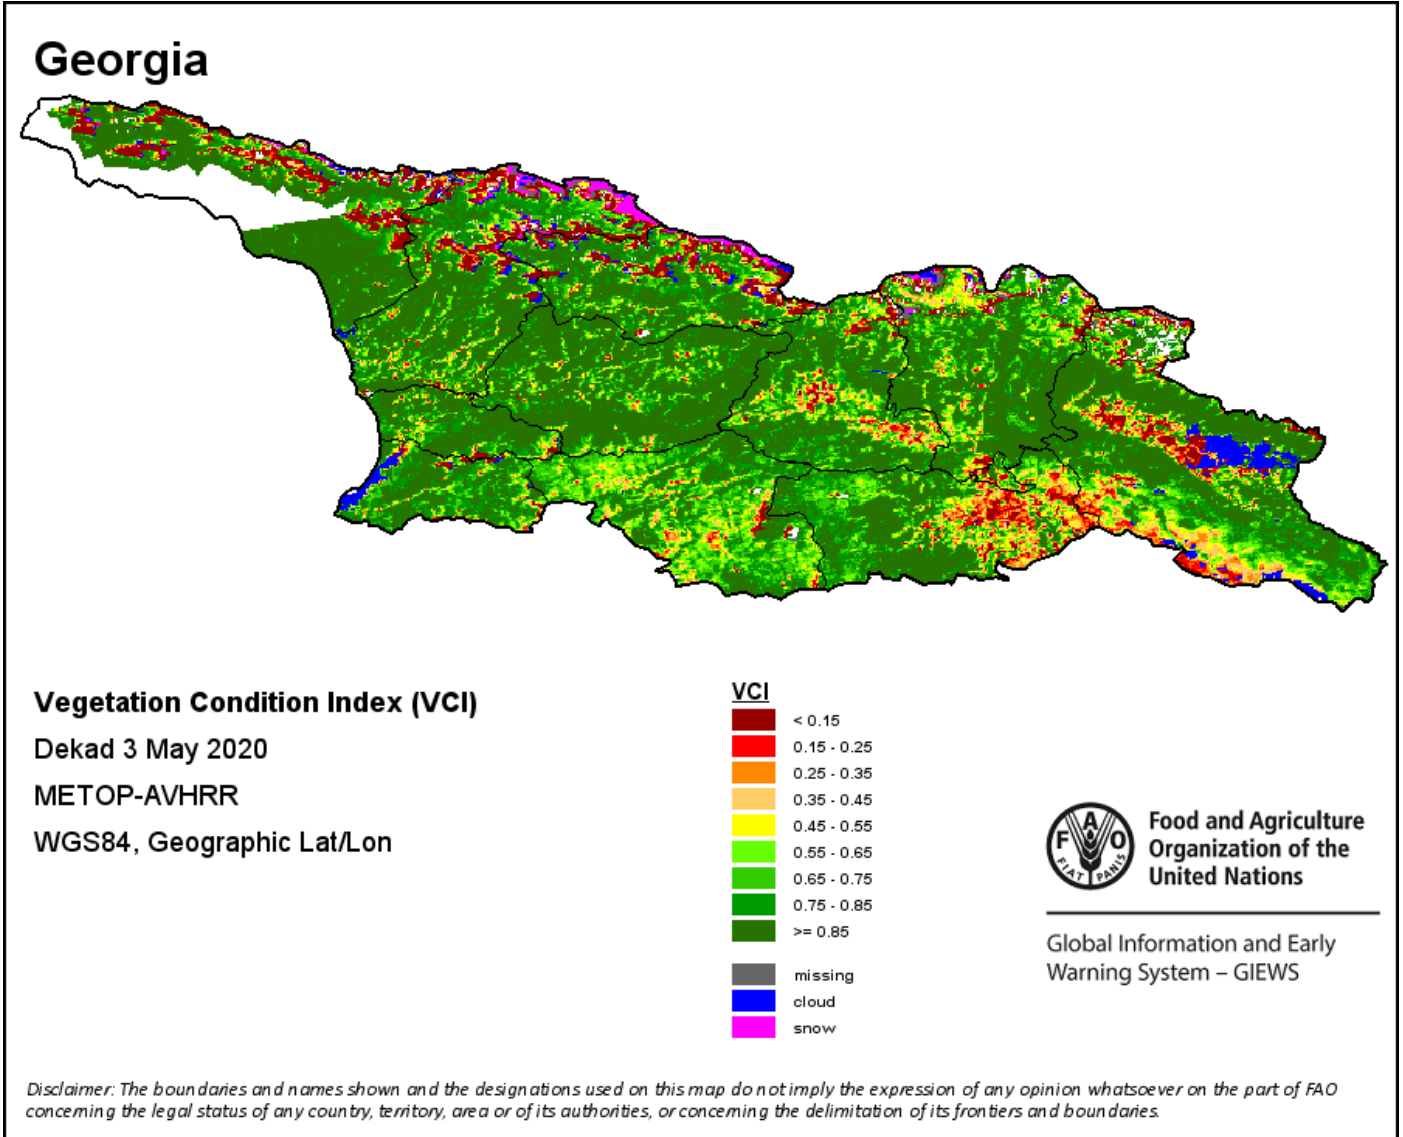 Georgia
Vegetation Condition Index (VCI)
Dekad 3 May 2020
METOP-AVHRR
WGS84, Geographic Lat/Lon
VCI
< 0.15
0.15 - 0.25
0.25 - 0.35
0.35 - 0.45
0.45 - 0.55
0.55 - 0.65
0.65 - 0.75
0.75 - 0.85
>= 0.85
missing
cloud
snow
F A O
FIAT PANIS
Food and Agriculture
Organization of the
United Nations
Global Information and Early
Warning System – GIEWS
Disclaimer: The boundaries and names shown and the designations used on this map do not imply the expression of any opinion whatsoever on the part of FAO
concerning the legal status of any country, territory, area or of its authorities, or concerning the delimitation of its frontiers and boundaries.